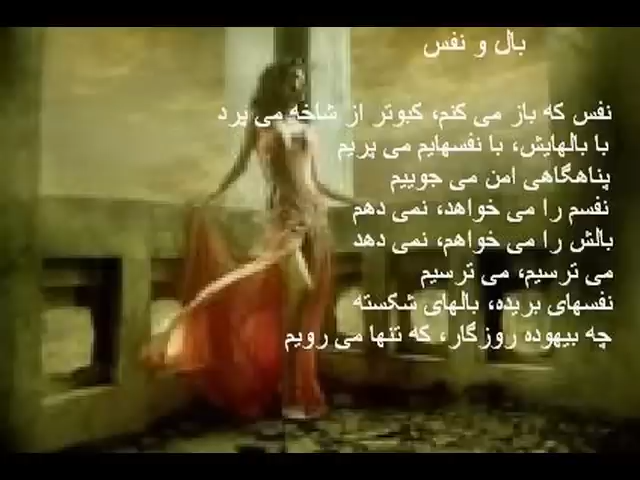 بال و نفس
نفس که باز می کنم، کبوتر از شاخه می پرد
با بالهایش، با نفسهایم می پریم
پناهگاهی امن می جوییم
نفسم را می خواهد، نمی دهم
بالش را می خواهم، نمی دهد
می ترسیم، می ترسیم
نفسهای بریده، بالهای شکسته
چه بیهوده روزگار، که تنها می رویم